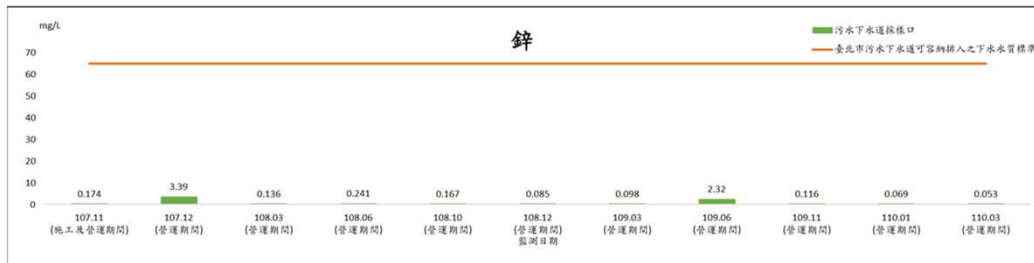 mg/L
鋅
污水下水道採樣口
臺北市污水下水道可容納排入之下水水質標準
70
60
50
40
30
20
10
0
0.174
3.39
0.136
0.241
0.167
0.085
0.098
2.32
0.116
0.069
0.053
107.11
(施工及營運期間)
107.12
(營運期間)
108.03
(營運期間)
108.06
(營運期間)
108.10
(營運期間)
108.12
(營運期間)
109.03
(營運期間)
109.06
(營運期間)
109.11
(營運期間)
110.01
(營運期間)
110.03
(營運期間)
監測日期